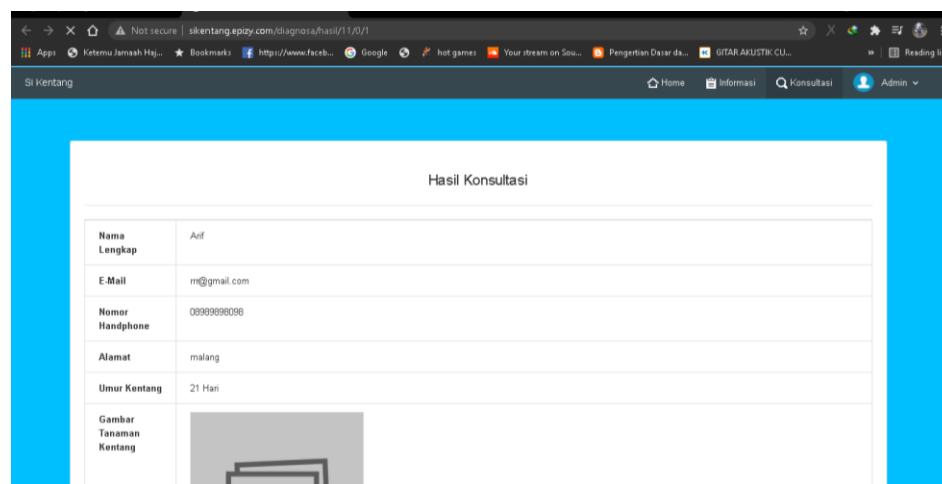 Not secure | sikentang.epizy.com/diagnosa/hasil/11/0/1
Apps Ketemu Jamaah Haj... Bookmarks https://www.faceb... Google hot games Your stream on Sou... Pengertian Dasar da... GITAR AKUSTIK CU... » Reading li
Si Kentang Home Informasi Konsultasi Admin
Hasil Konsultasi
Nama Lengkap Arif
E-Mail rm@gmail.com
Nomor Handphone 08989898098
Alamat malang
Umur Kentang 21 Hari
Gambar
Tanaman
Kentang